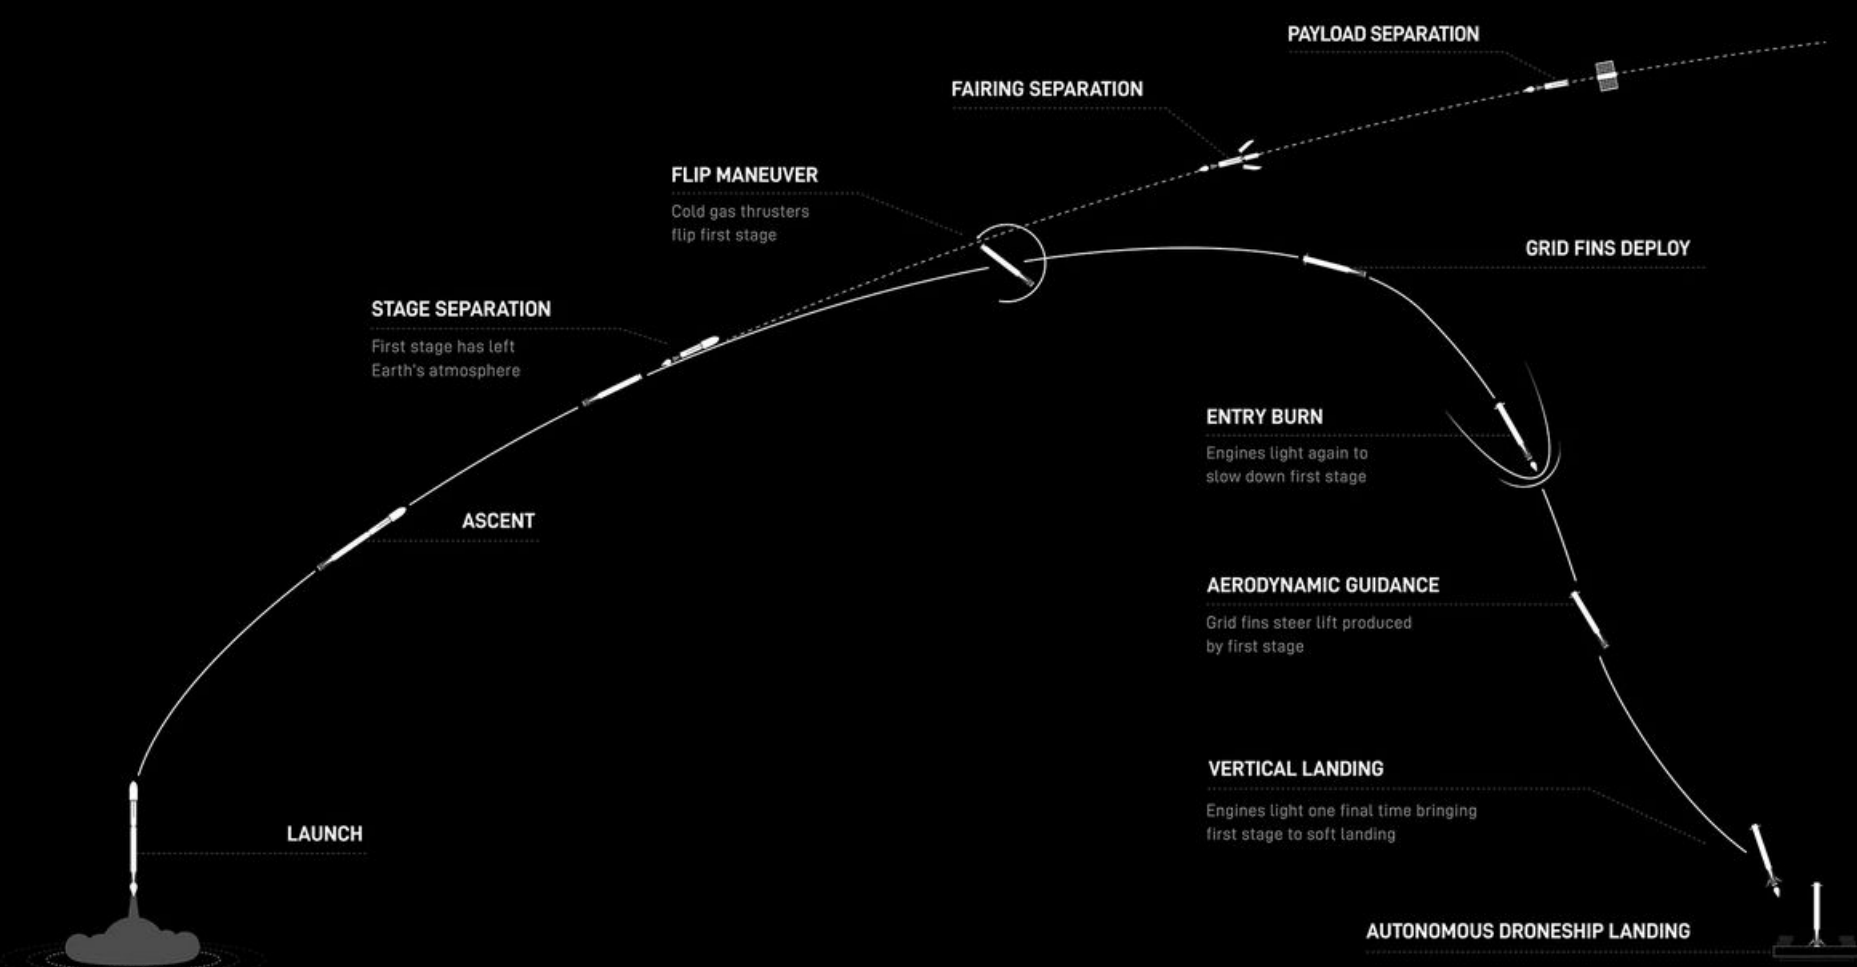 PAYLOAD SEPARATION
FAIRING SEPARATION
FLIP MANEUVER
Cold gas thrusters
flip first stage
GRID FINS DEPLOY
STAGE SEPARATION
First stage has left
Earth's atmosphere
ENTRY BURN
Engines light again to
slow down first stage
ASCENT
AERODYNAMIC GUIDANCE
Grid fins steer lift produced
by first stage
VERTICAL LANDING
Engines light one final time bringing
first stage to soft landing
LAUNCH
AUTONOMOUS DRONESHIP LANDING